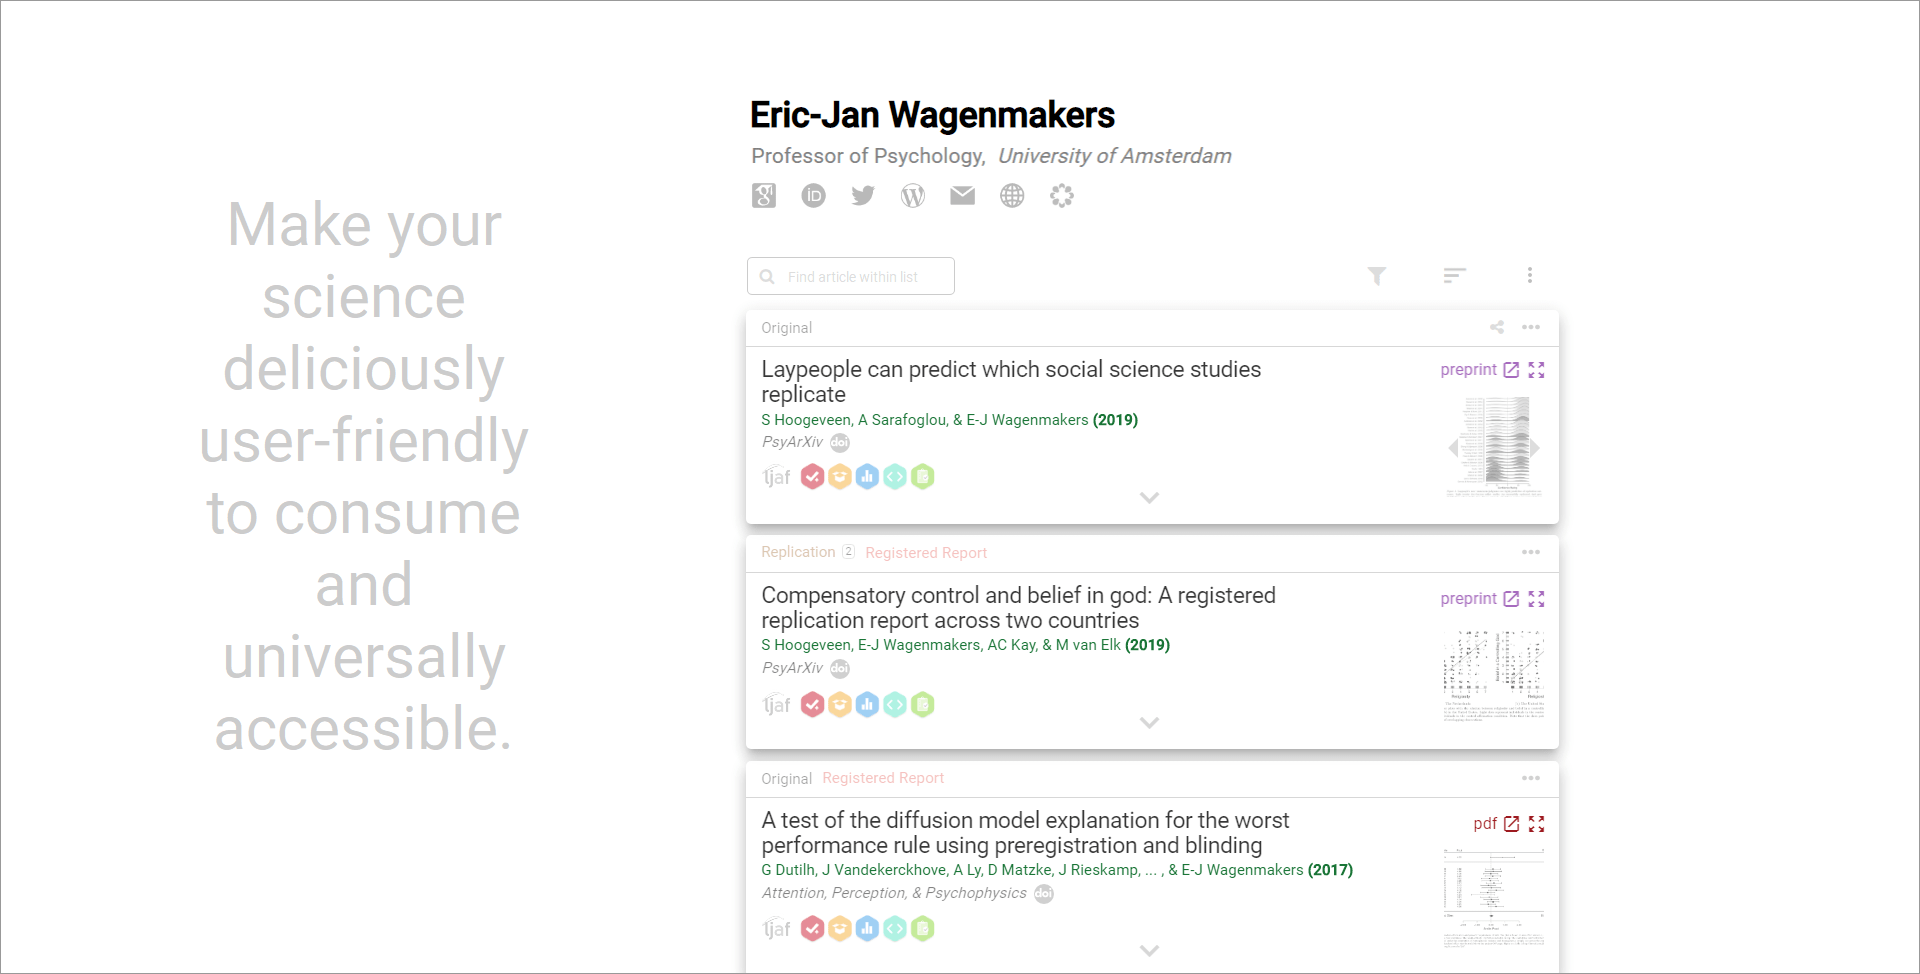 Make your
science
deliciously
user-friendly
to consume
and
universally
accessible.
Eric-Jan Wagenmakers
Professor of Psychology, University of Amsterdam
Find article within list
Original
Laypeople can predict which social science studies
replicate
preprint
S Hoogeveen, A Sarafoglou, & E-J Wagenmakers (2019)
PsyArXiv doi
tjaf
Replication 2 Registered Report
Compensatory control and belief in god: A registered
replication report across two countries
preprint
S Hoogeveen, E-J Wagenmakers, AC Kay, & M van Elk (2019)
PsyArXiv doi
tjaf
Original Registered Report
A test of the diffusion model explanation for the worst
performance rule using preregistration and blinding
pdf
G Dutilh, J Vandekerckhove, A Ly, D Matzke, J Rieskamp, ... , & E-J Wagenmakers (2017)
Attention, Perception, & Psychophysics doi
tjaf